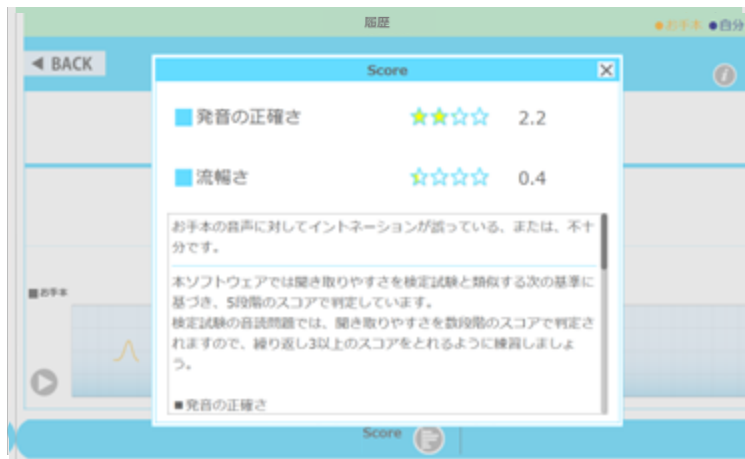 履歴
●お手本 ●自分
◀ BACK
Score
発音の正確さ 2.2
流暢さ 0.4
お手本の音声に対してイントネーションが誤っている、または、不十
分です。
本ソフトウェアでは聞き取りやすさを検定試験と類似する次の基準に
基づき、5段階のスコアで判定しています。
検定試験の音読問題では、聞き取りやすさを数段階のスコアで判定さ
れますので、繰り返し3以上のスコアをとれるように練習しましょ
う。
■発音の正確さ
■お手本
Score